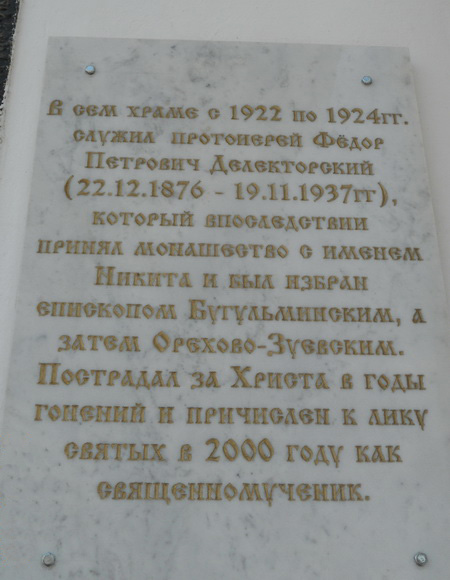 В сем храме с 1922 по 1924гг.
служил протоиерей Фёдор
Петрович Делекторский
(22.12.1876 - 19.11.1937гг),
который впоследствии
принял монашество с именем
Никита и был избран
епископом Бугульминским, а
затем Орехово-Зуевским.
Пострадал за Христа в годы
гонений и причислен к лику
святых в 2000 году как
священномученик.